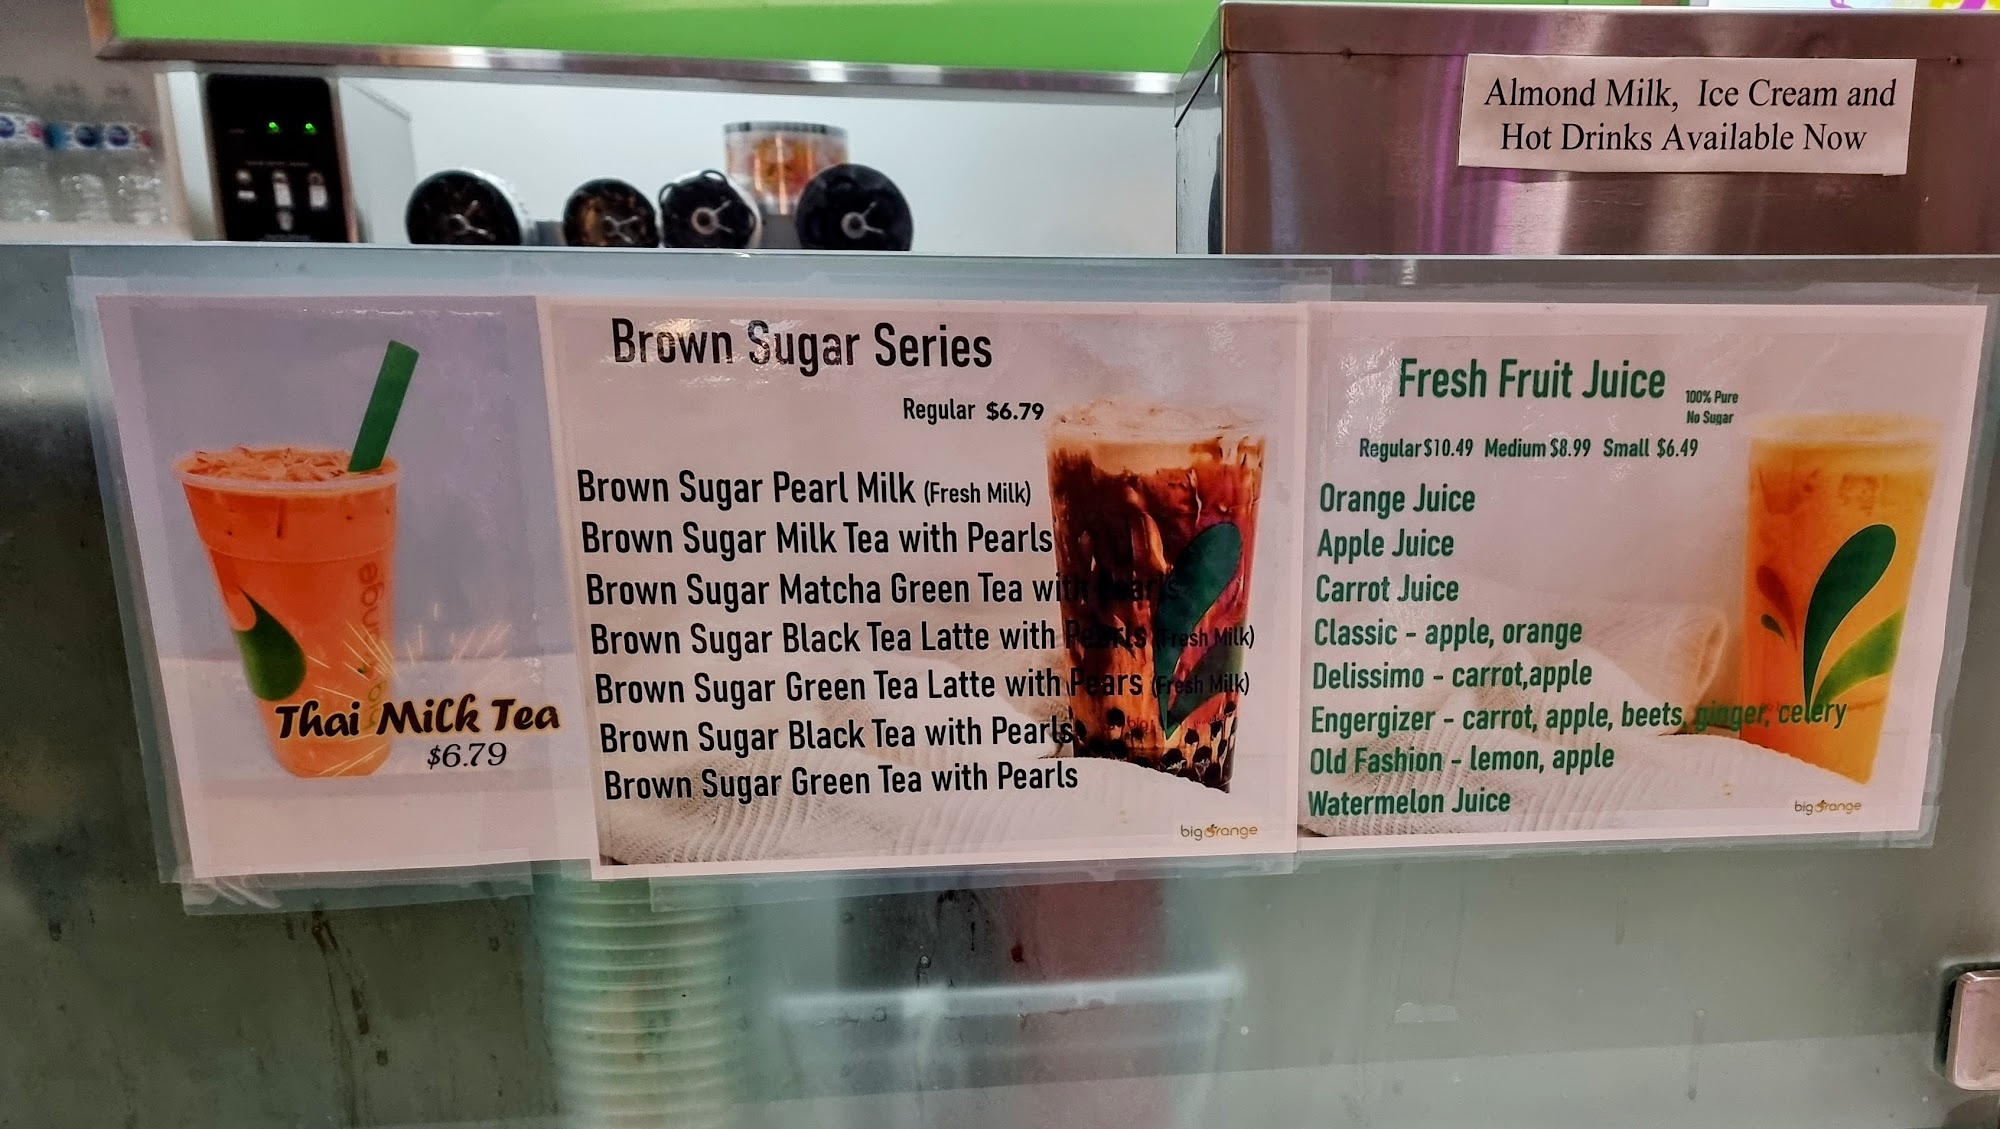 Almond Milk, Ice Cream and
Hot Drinks Available Now
Thai Milk Tea
$6.79
Brown Sugar Series
Regular $6.79
Brown Sugar Pearl Milk (Fresh Milk)
Brown Sugar Milk Tea with Pearls
Brown Sugar Matcha Green Tea with Pearls
Brown Sugar Black Tea Latte with Pearls (Fresh Milk)
Brown Sugar Green Tea Latte with Pears (Fresh Milk)
Brown Sugar Black Tea with Pearls
Brown Sugar Green Tea with Pearls
big orange
Fresh Fruit Juice
100% Pure
No Sugar
Regular $10.49 Medium $8.99 Small $6.49
Orange Juice
Apple Juice
Carrot Juice
Classic - apple, orange
Delissimo - carrot,apple
Engergizer - carrot, apple, beets, ginger, celery
Old Fashion - lemon, apple
Watermelon Juice
big orange